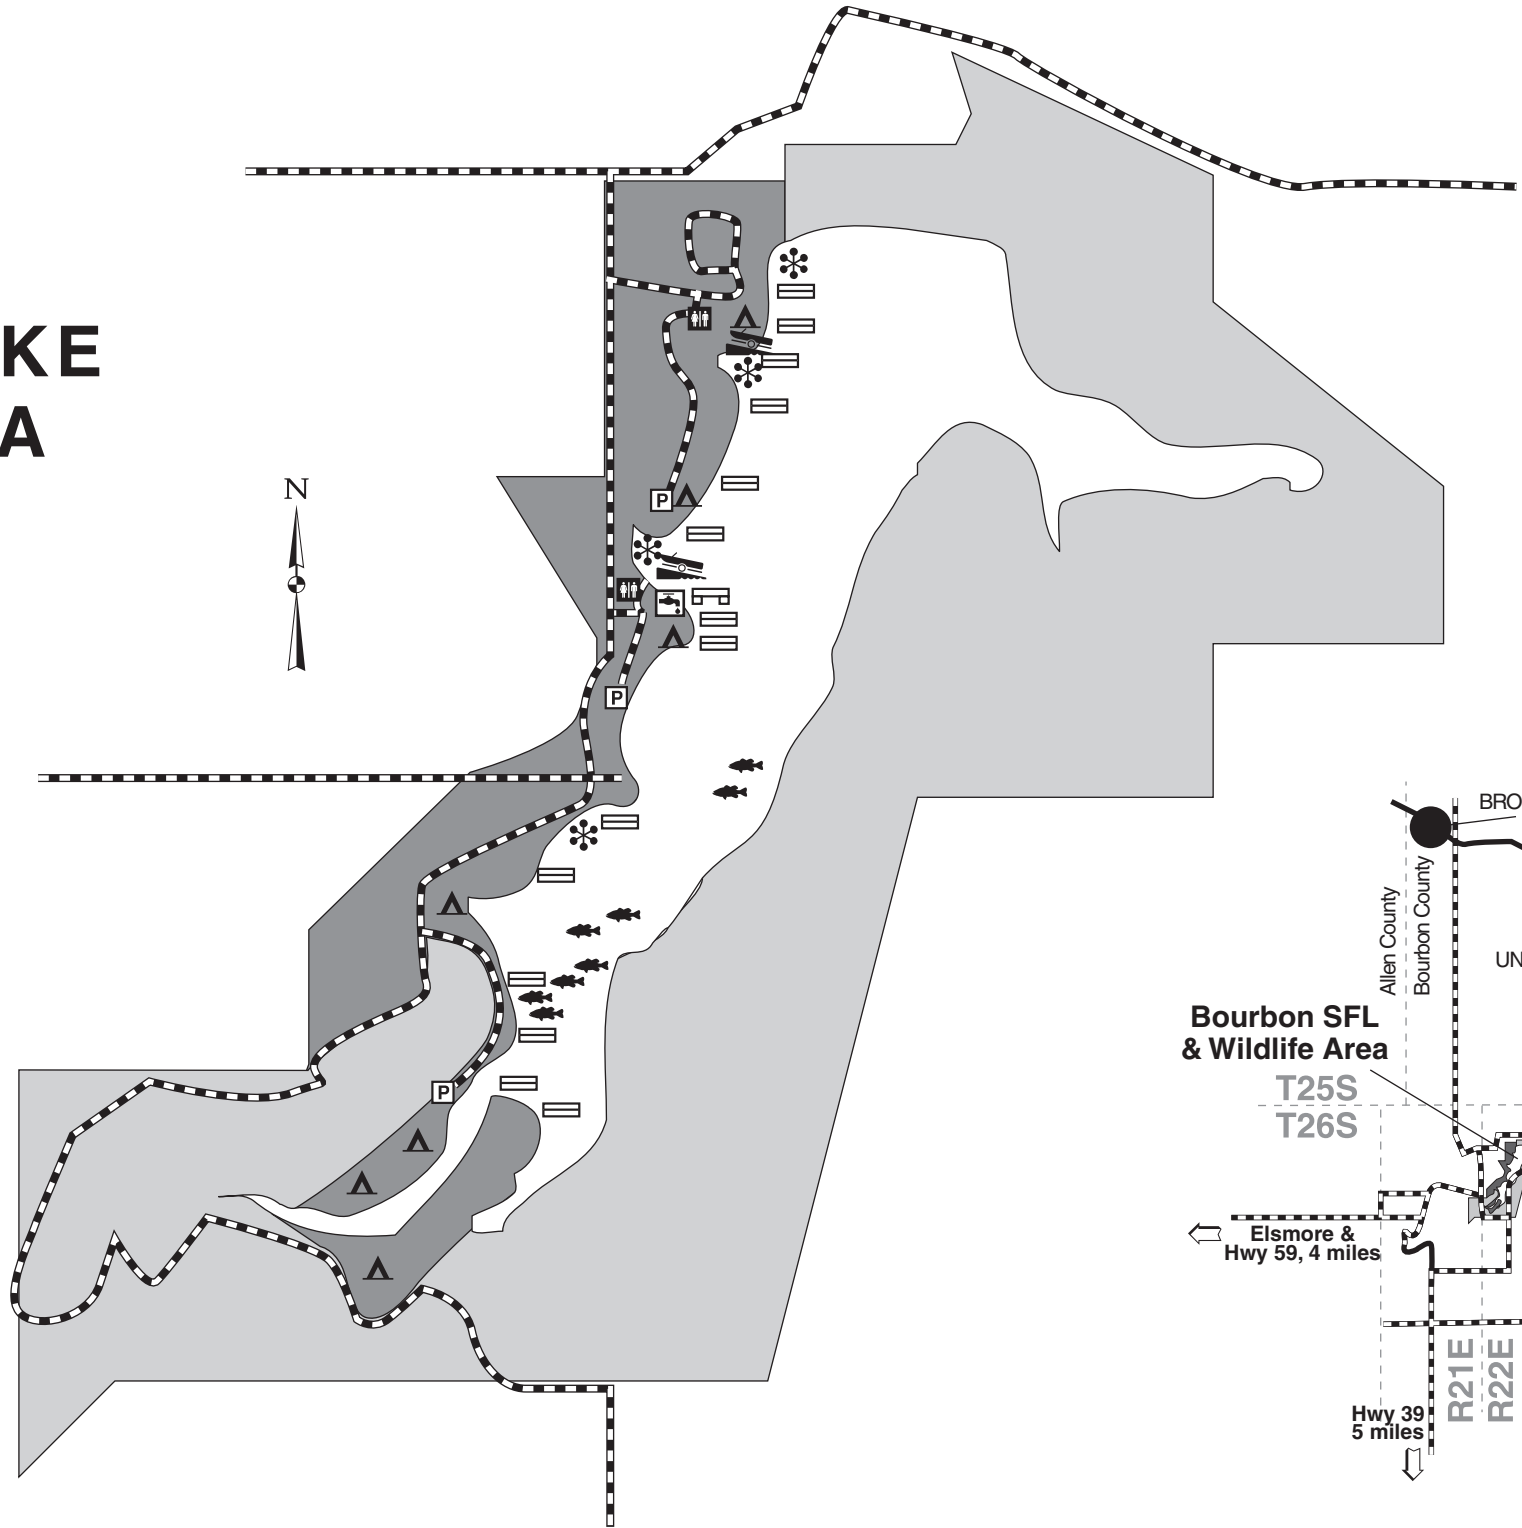 KE
A
N
P
P
P
BRO
Allen County
Bourbon County
UN
Bourbon SFL
& Wildlife Area
T25S
T26S
Elsmore &
Hwy 59, 4 miles
R21E
R22E
Hwy 39
5 miles